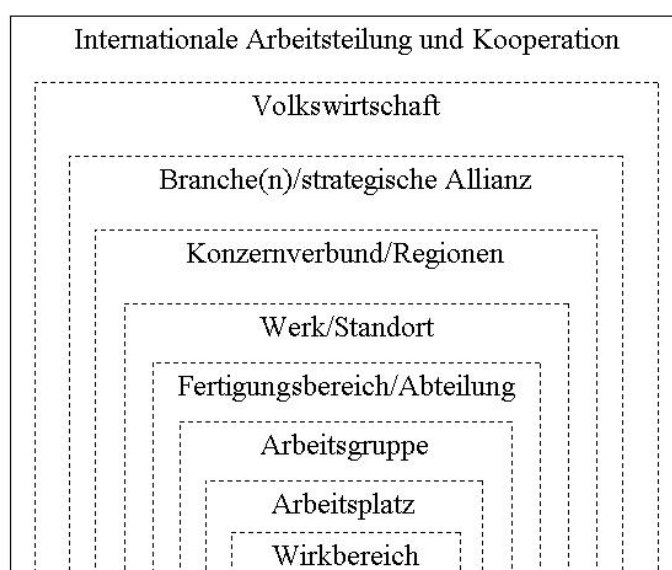 Internationale Arbeitsteilung und Kooperation
Volkswirtschaft
Branche(n)/strategische Allianz
Konzernverbund/Regionen
Werk/Standort
Fertigungsbereich/Abteilung
Arbeitsgruppe
Arbeitsplatz
Wirkbereich